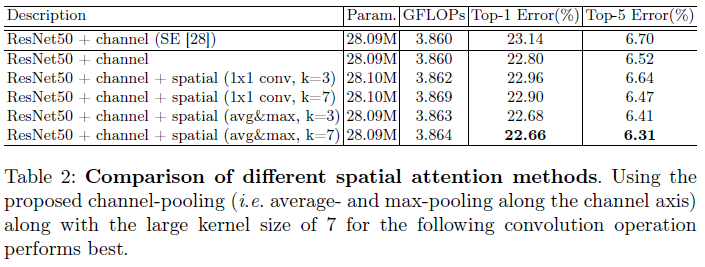 Description Param. GFLOPs Top-1 Error(%) Top-5 Error(%)
ResNet50 + channel (SE [28]) 28.09M 3.860 23.14 6.70
ResNet50 + channel 28.09M 3.860 22.80 6.52
ResNet50 + channel + spatial (1x1 conv, k=3) 28.10M 3.862 22.96 6.64
ResNet50 + channel + spatial (1x1 conv, k=7) 28.10M 3.869 22.90 6.47
ResNet50 + channel + spatial (avg&max, k=3) 28.09M 3.863 22.68 6.41
ResNet50 + channel + spatial (avg&max, k=7) 28.09M 3.864 22.66 6.31
Table 2: Comparison of different spatial attention methods. Using the
proposed channel-pooling (i.e. average- and max-pooling along the channel axis)
along with the large kernel size of 7 for the following convolution operation
performs best.